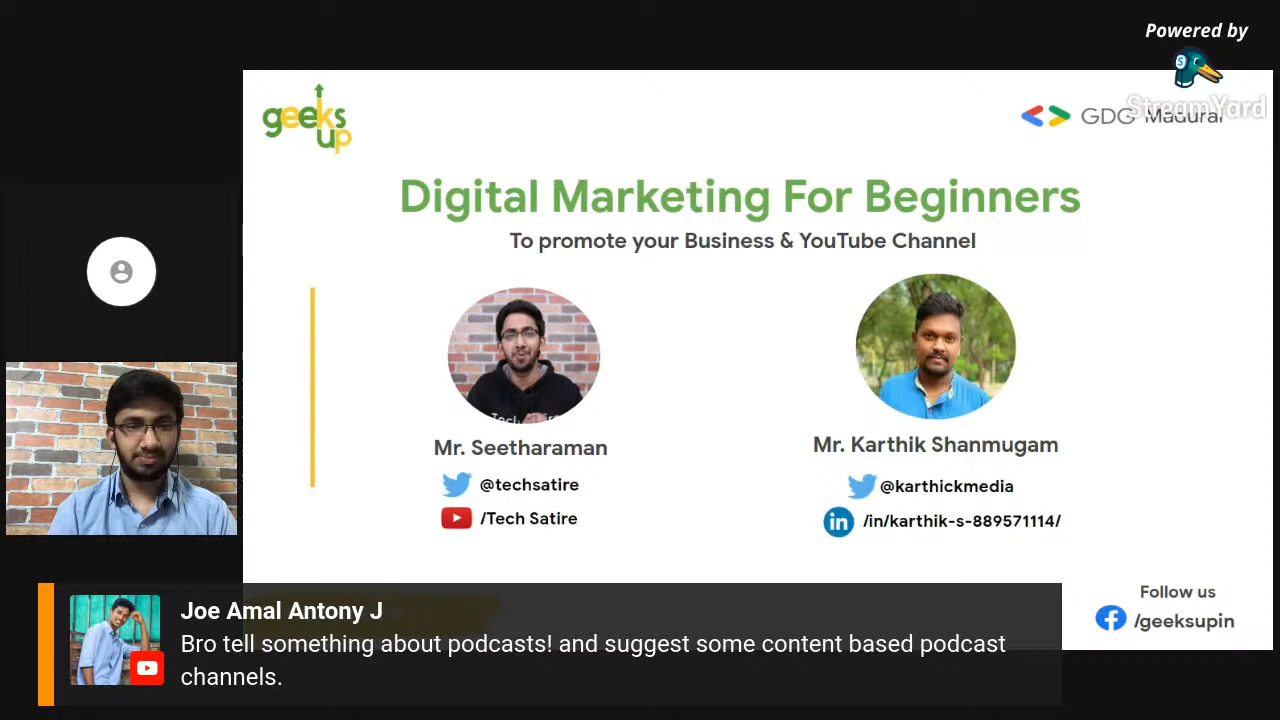 Powered by
StreamYard
geeks
up
GDG Madurai
Digital Marketing For Beginners
To promote your Business & YouTube Channel
Mr. Seetharaman
@techsatire
/Tech Satire
Mr. Karthik Shanmugam
@karthickmedia
in /in/karthik-s-889571114/
Follow us
/geeksupin
Joe Amal Antony J
Bro tell something about podcasts! and suggest some content based podcast
channels.